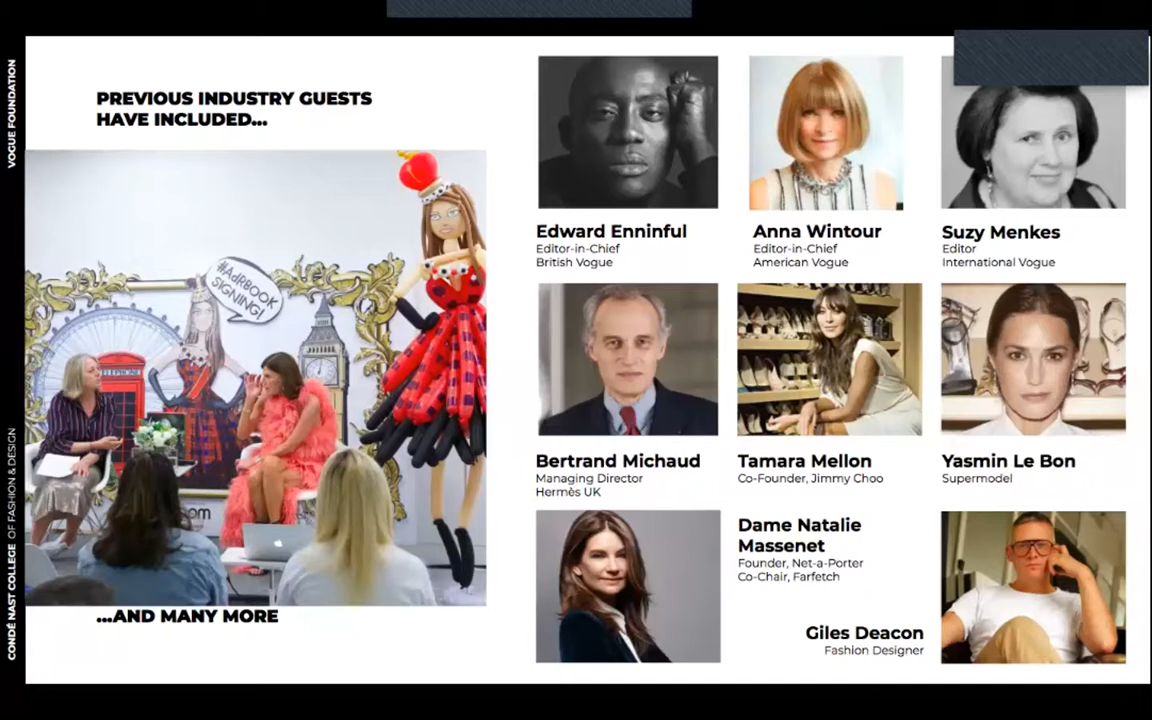 VOGUE FOUNDATION
CONDÉ NAST COLLEGE OF FASHION & DESIGN
PREVIOUS INDUSTRY GUESTS
HAVE INCLUDED...
#AdRBOOK
SIGNING!
TELEPHONE
...AND MANY MORE
Edward Enninful
Editor-in-Chief
British Vogue
Anna Wintour
Editor-in-Chief
American Vogue
Suzy Menkes
Editor
International Vogue
Bertrand Michaud
Managing Director
Hermès UK
Tamara Mellon
Co-Founder, Jimmy Choo
Yasmin Le Bon
Supermodel
Dame Natalie
Massenet
Founder, Net-a-Porter
Co-Chair, Farfetch
Giles Deacon
Fashion Designer